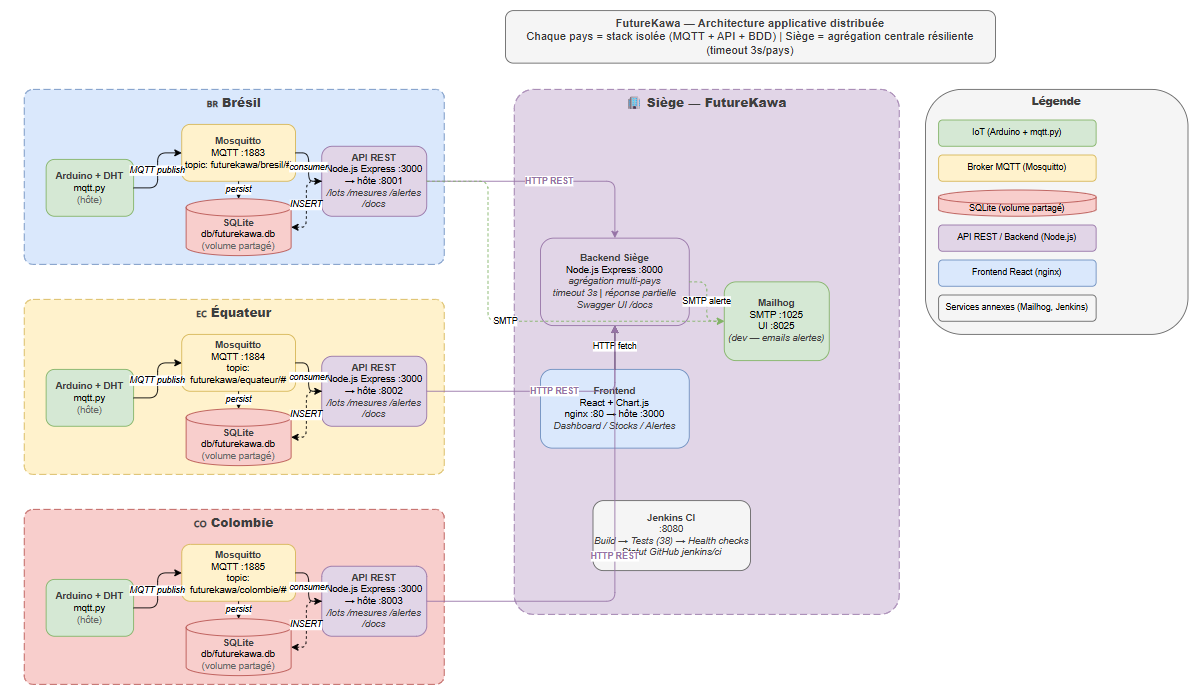 FutureKawa — Architecture applicative distribuée
Chaque pays = stack isolée (MQTT + API + BDD) | Siège = agrégation centrale résiliente
(timeout 3s/pays)
BR Brésil
Arduino + DHT
mqtt.py
(hôte)
MQTT publish
Mosquitto
MQTT :1883
topic: futurekawa/bresil/#
persist
SQLite
db/futurekawa.db
(volume partagé)
consumer
INSERT
API REST
Node.js Express :3000
→ hôte :8001
/lots /mesures /alertes
/docs
HTTP REST
EC Équateur
Arduino + DHT
mqtt.py
(hôte)
MQTT publish
Mosquitto
MQTT :1884
topic:
futurekawa/equateur/#
persist
SQLite
db/futurekawa.db
(volume partagé)
consumer
INSERT
API REST
Node.js Express :3000
→ hôte :8002
/lots /mesures /alertes
/docs
HTTP REST
CO Colombie
Arduino + DHT
mqtt.py
(hôte)
MQTT publish
Mosquitto
MQTT :1885
topic:
futurekawa/colombie/#
persist
SQLite
db/futurekawa.db
(volume partagé)
consumer
INSERT
API REST
Node.js Express :3000
→ hôte :8003
/lots /mesures /alertes
/docs
HTTP REST
Siège — FutureKawa
Backend Siège
Node.js Express :8000
agrégation multi-pays
timeout 3s | réponse partielle
Swagger UI /docs
SMTP alerte
SMTP
Mailhog
SMTP :1025
UI :8025
(dev — emails alertes)
HTTP fetch
Frontend
React + Chart.js
nginx :80 → hôte :3000
Dashboard / Stocks / Alertes
Jenkins CI
:8080
Build → Tests (38) → Health checks
Statut GitHub jenkins/ci
Légende
IoT (Arduino + mqtt.py)
Broker MQTT (Mosquitto)
SQLite (volume partagé)
API REST / Backend (Node.js)
Frontend React (nginx)
Services annexes (Mailhog, Jenkins)